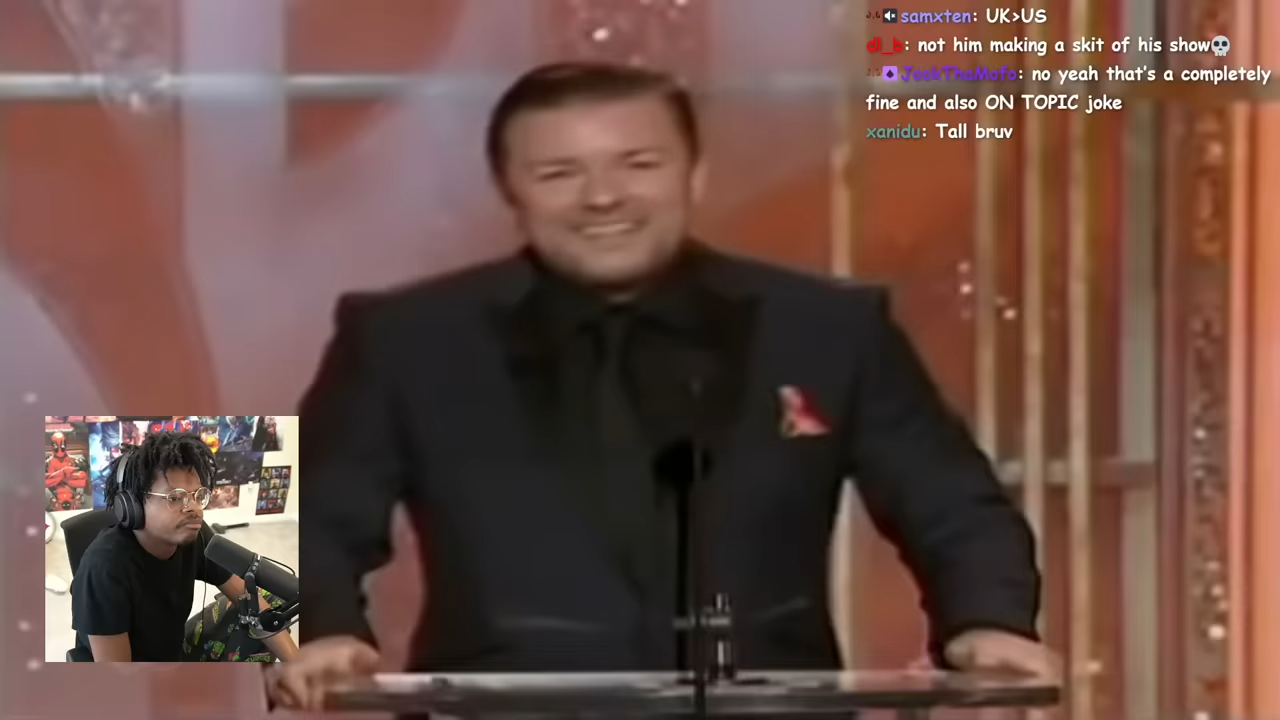 samxten: UK>US
dl_b: not him making a skit of his show💀
JookThaMofo: no yeah that's a completely
fine and also ON TOPIC joke
xanidu: Tall bruv